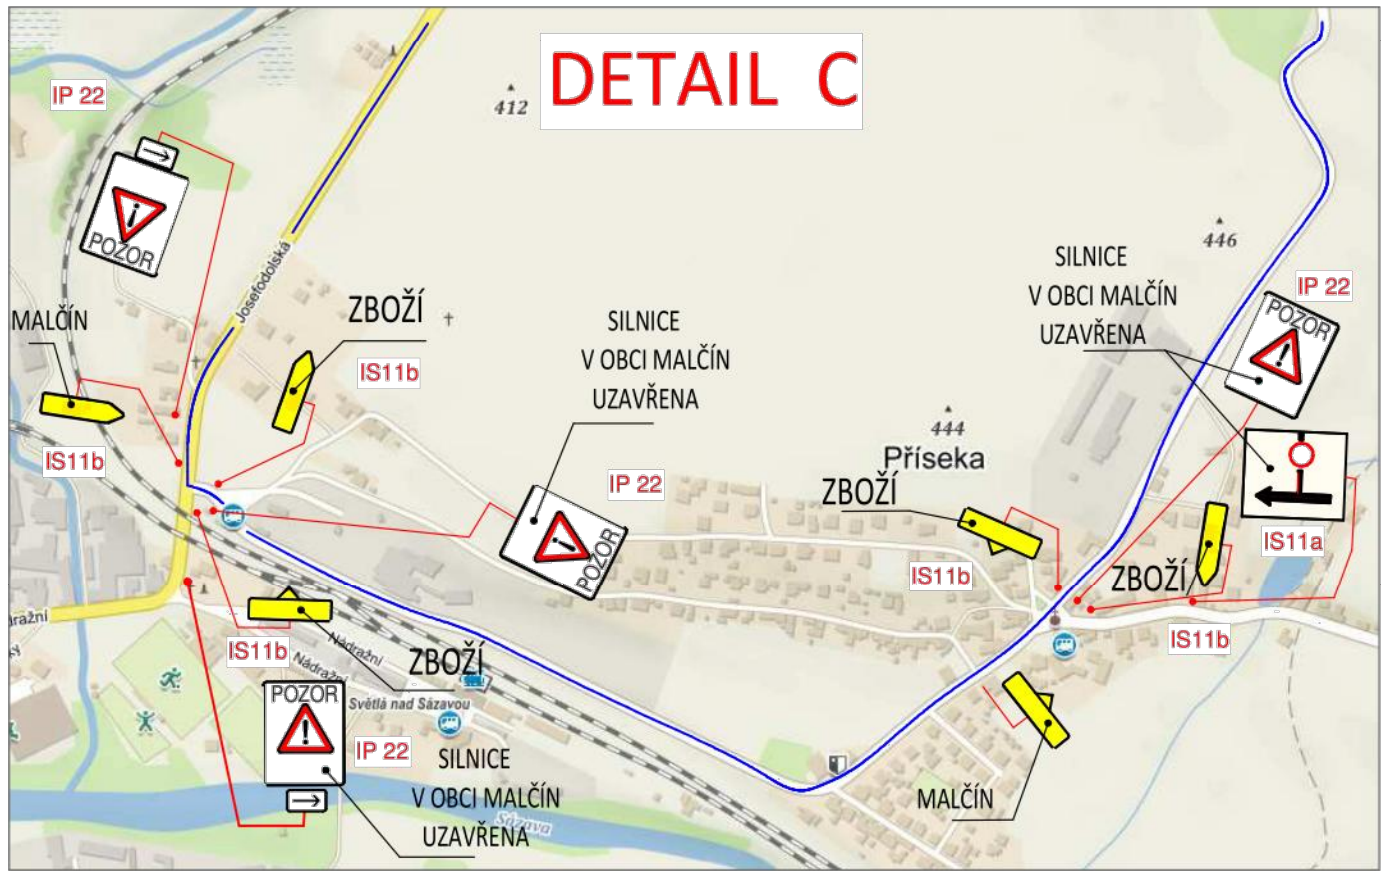 DETAIL C
IP 22
412
POZOR
Josefodolská
446
SILNICE
V OBCI MALČÍN
UZAVŘENA
IP 22
POZOR
MALČÍN
ZBOŽÍ
IS11b
SILNICE
V OBCI MALČÍN
UZAVŘENA
444
Příseka
IS11b
IP 22
ZBOŽÍ
POZOR
IS11b
IS11a
ZBOŽÍ
IS11b
IS11b
Nádražní
Nádražní
ZBOŽÍ
Světlá nad Sázavou
POZOR
IP 22
SILNICE
V OBCI MALČÍN
UZAVŘENA
Sázava
MALČÍN